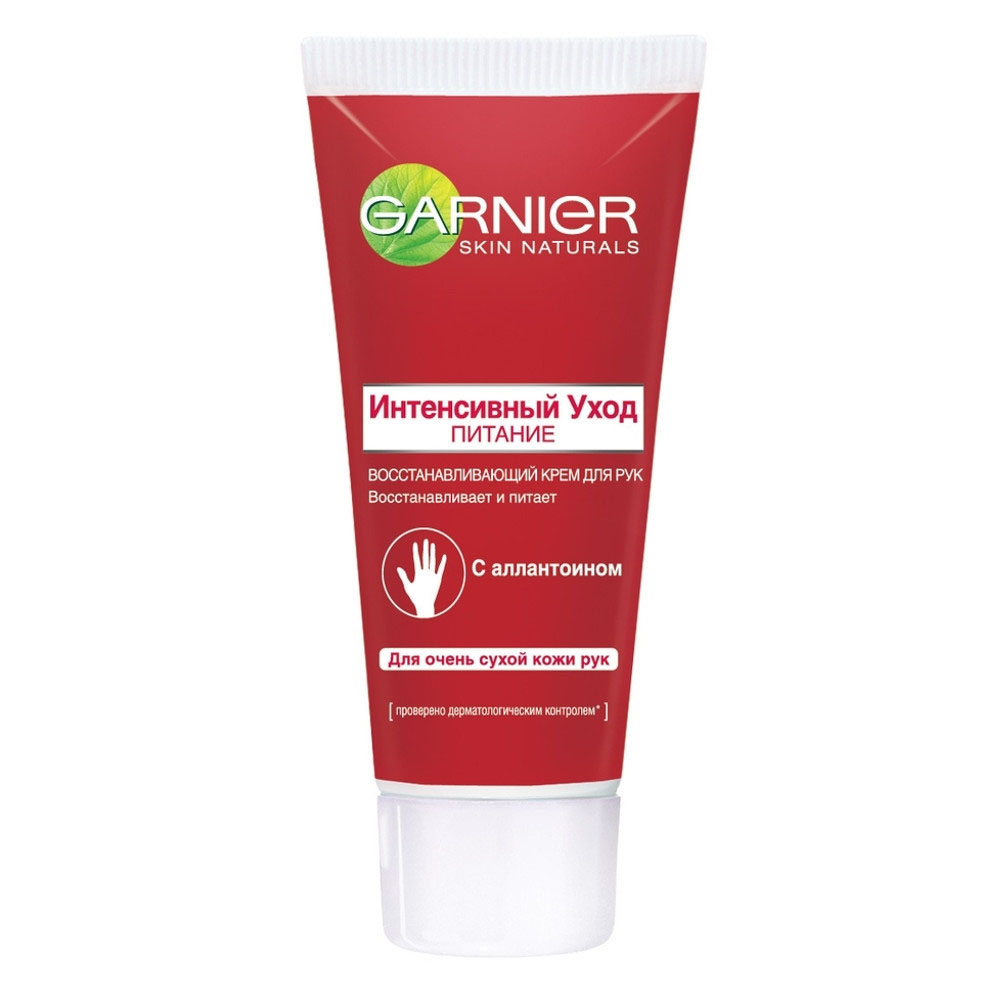 GARNIER
SKIN NATURALS
Интенсивный Уход
ПИТАНИЕ
ВОССТАНАВЛИВАЮЩИЙ КРЕМ ДЛЯ РУК
Восстанавливает и питает
С аллантоином
Для очень сухой кожи рук
[ проверено дерматологическим контролем* ]